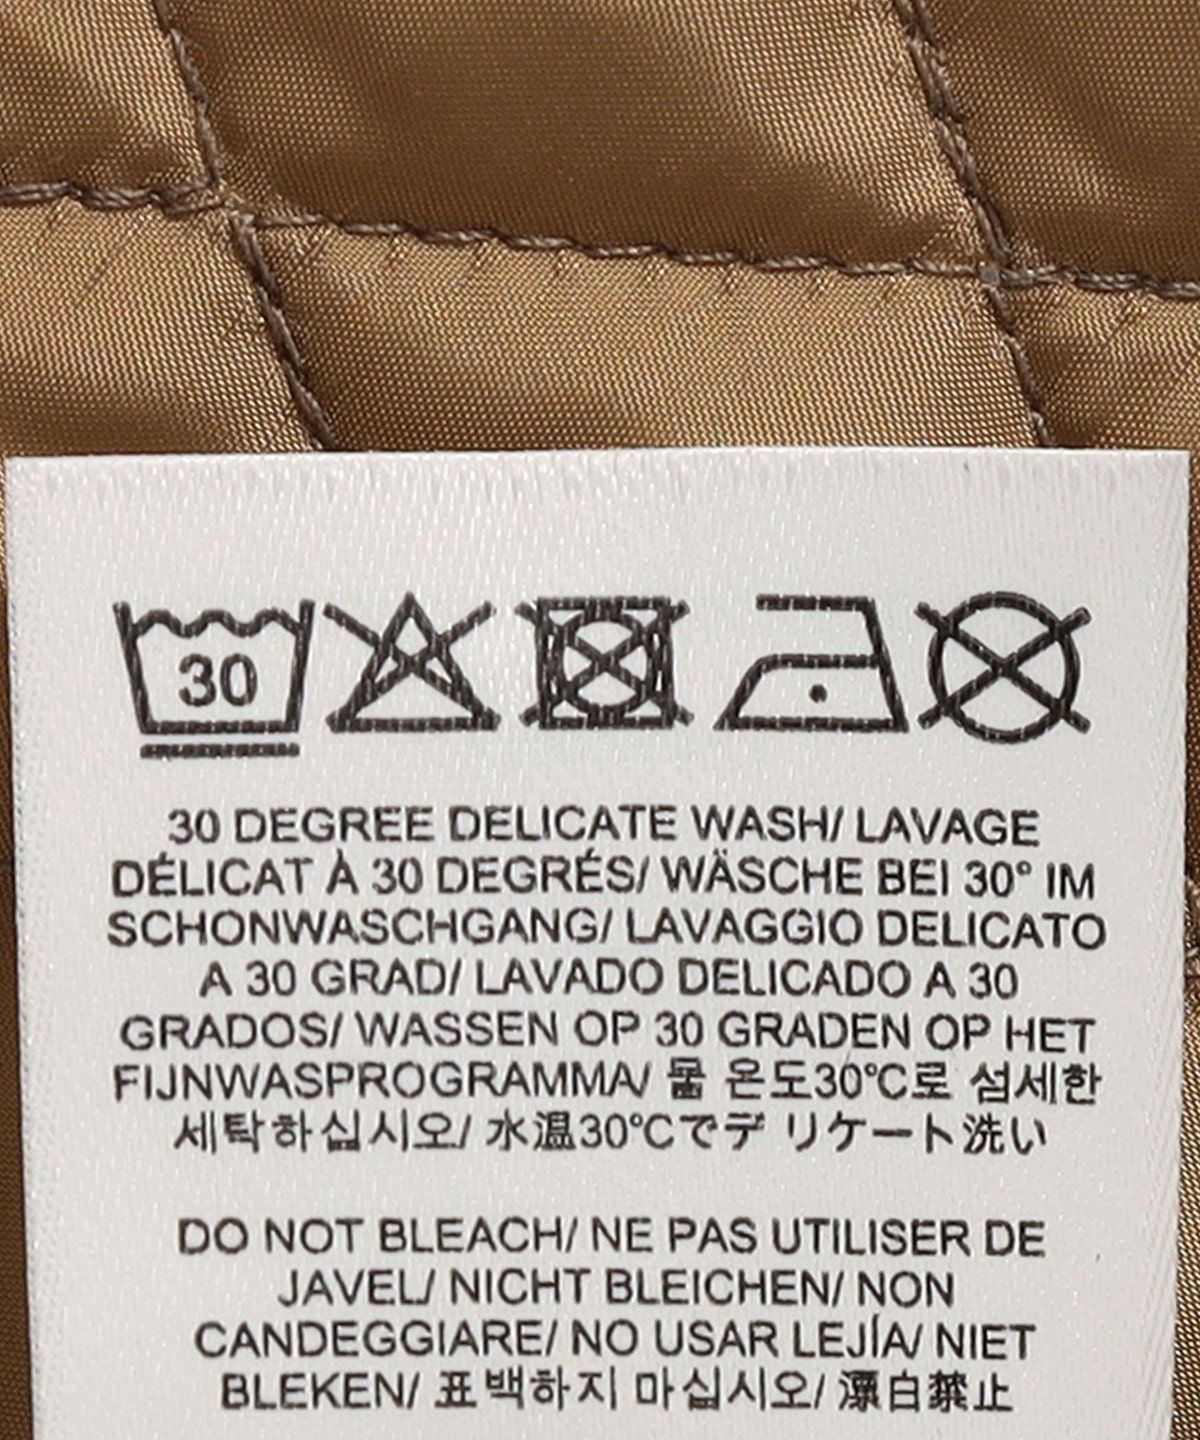 30
30 DEGREE DELICATE WASH/ LAVAGE
DÉLICAT À 30 DEGRÉS/ WÄSCHE BEI 30° IM
SCHONWASCHGANG/ LAVAGGIO DELICATO
A 30 GRAD/ LAVADO DELICADO A 30
GRADOS/ WASSEN OP 30 GRADEN OP HET
FIJNWASPROGRAMMA/ 물 온도30℃로 섬세한
세탁하십시오/ 水温30℃でデ リケート洗い
DO NOT BLEACH/ NE PAS UTILISER DE
JAVEL/ NICHT BLEICHEN/ NON
CANDEGGIARE/ NO USAR LEJÍA/ NIET
BLEKEN/ 표백하지 마십시오/ 漂白禁止